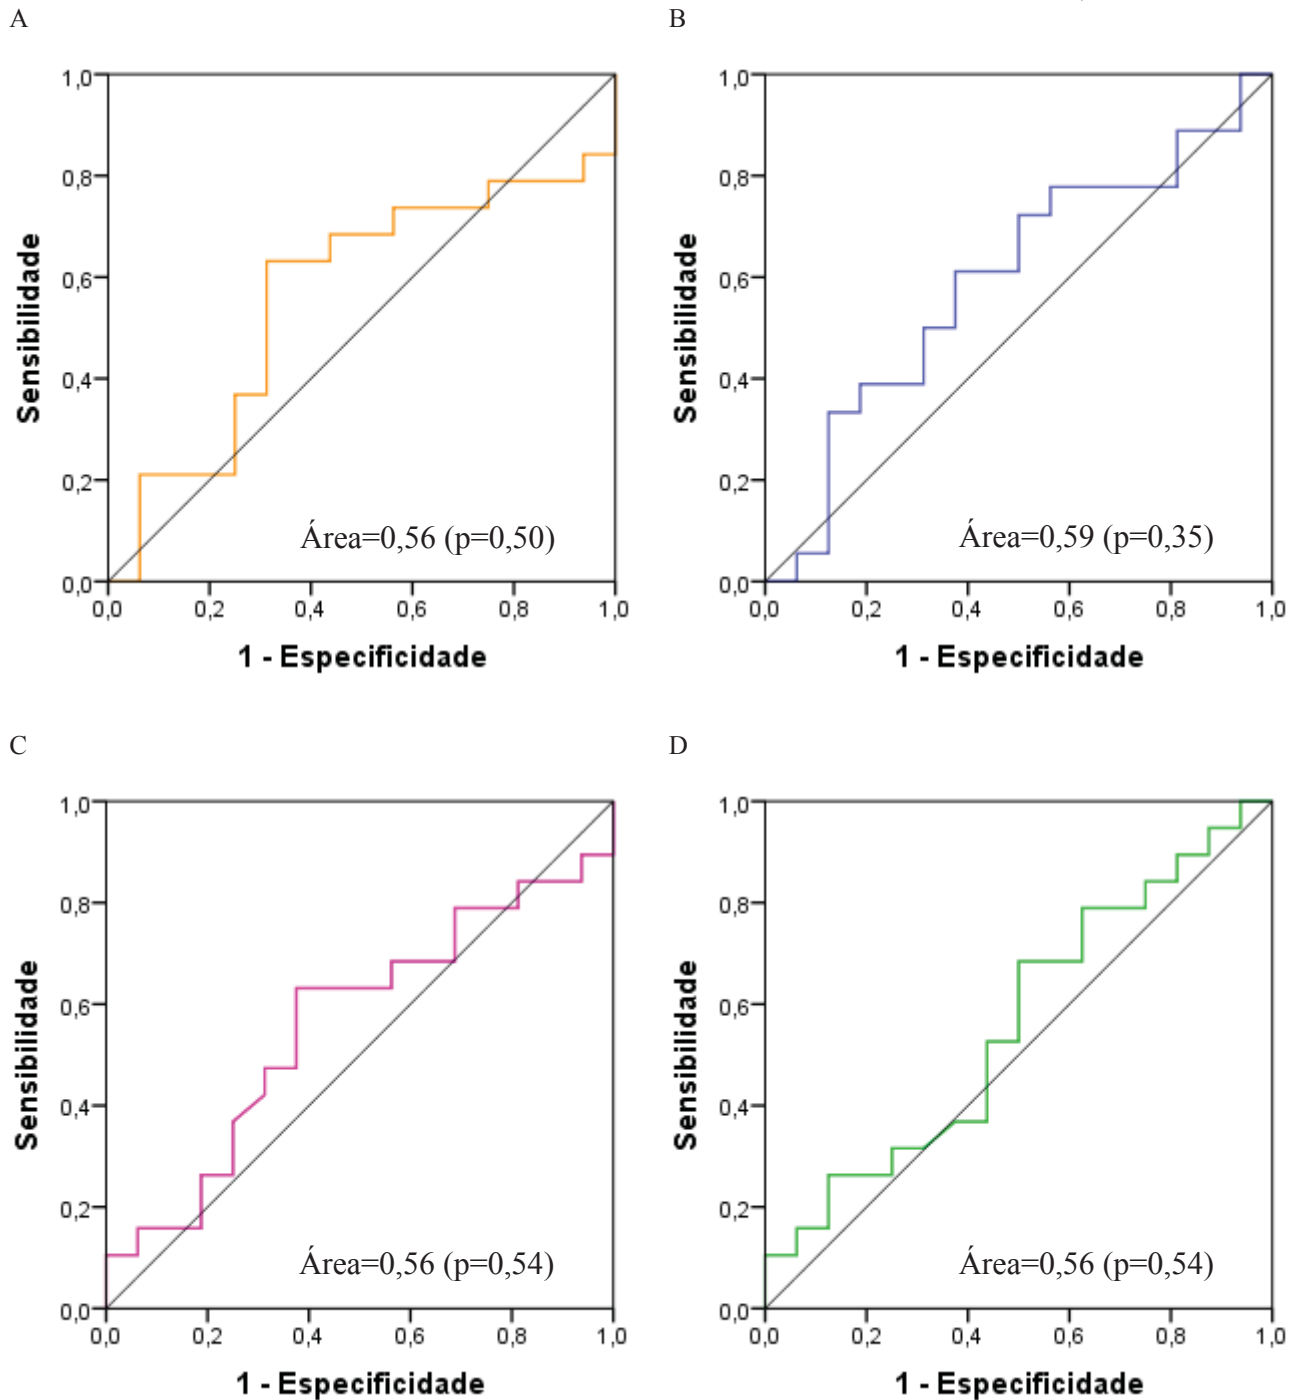 A
B
1,0
0,8
0,6
0,4
0,2
0,0
Sensibilidade
Área=0,56 (p=0,50)
0,0 0,2 0,4 0,6 0,8 1,0
1 - Especificidade
1,0
0,8
0,6
0,4
0,2
0,0
Sensibilidade
Área=0,59 (p=0,35)
0,0 0,2 0,4 0,6 0,8 1,0
1 - Especificidade
C
D
1,0
0,8
0,6
0,4
0,2
0,0
Sensibilidade
Área=0,56 (p=0,54)
0,0 0,2 0,4 0,6 0,8 1,0
1 - Especificidade
1,0
0,8
0,6
0,4
0,2
0,0
Sensibilidade
Área=0,56 (p=0,54)
0,0 0,2 0,4 0,6 0,8 1,0
1 - Especificidade